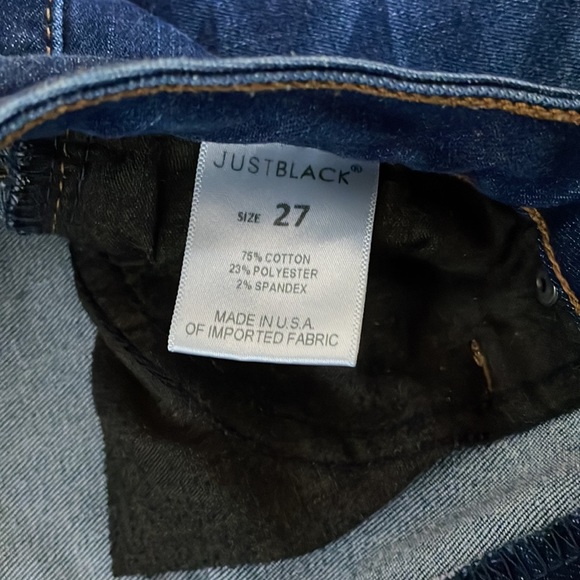 JUSTBLACK®
SIZE 27
75% COTTON
23% POLYESTER
2% SPANDEX
MADE IN U.S.A.
OF IMPORTED FABRIC